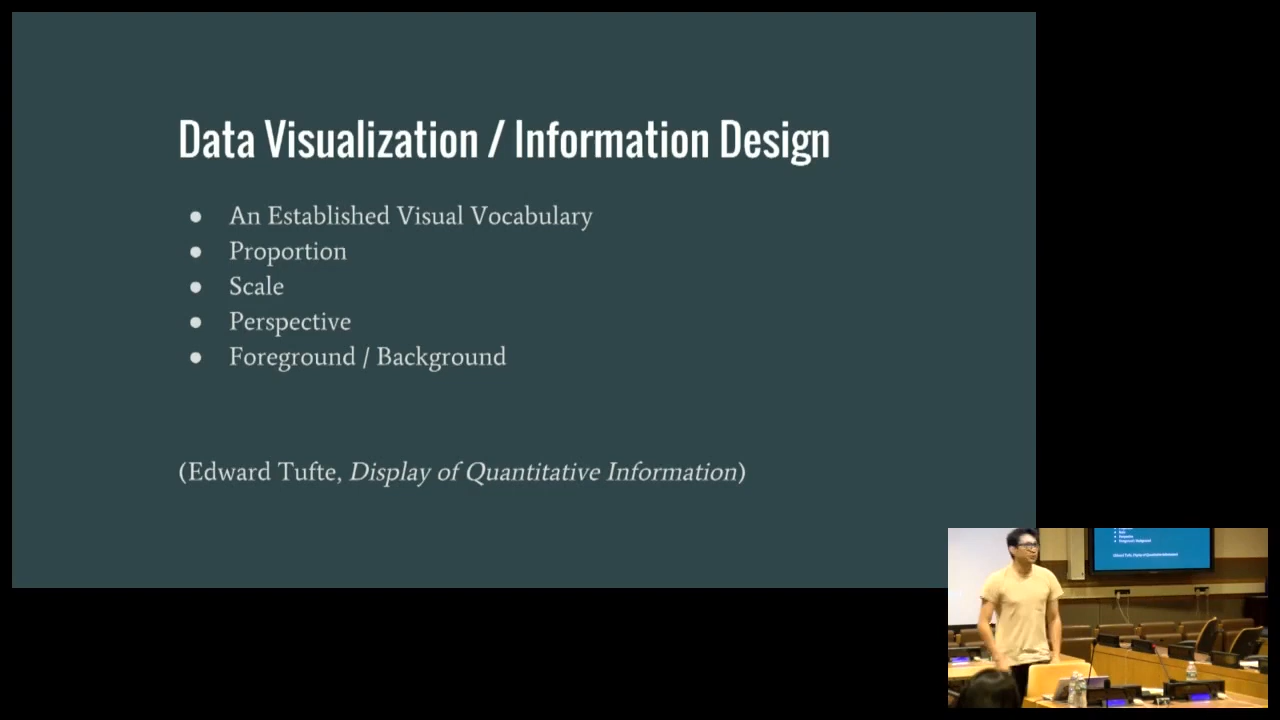 Data Visualization / Information Design
● An Established Visual Vocabulary
● Proportion
● Scale
● Perspective
● Foreground / Background
(Edward Tufte, Display of Quantitative Information)